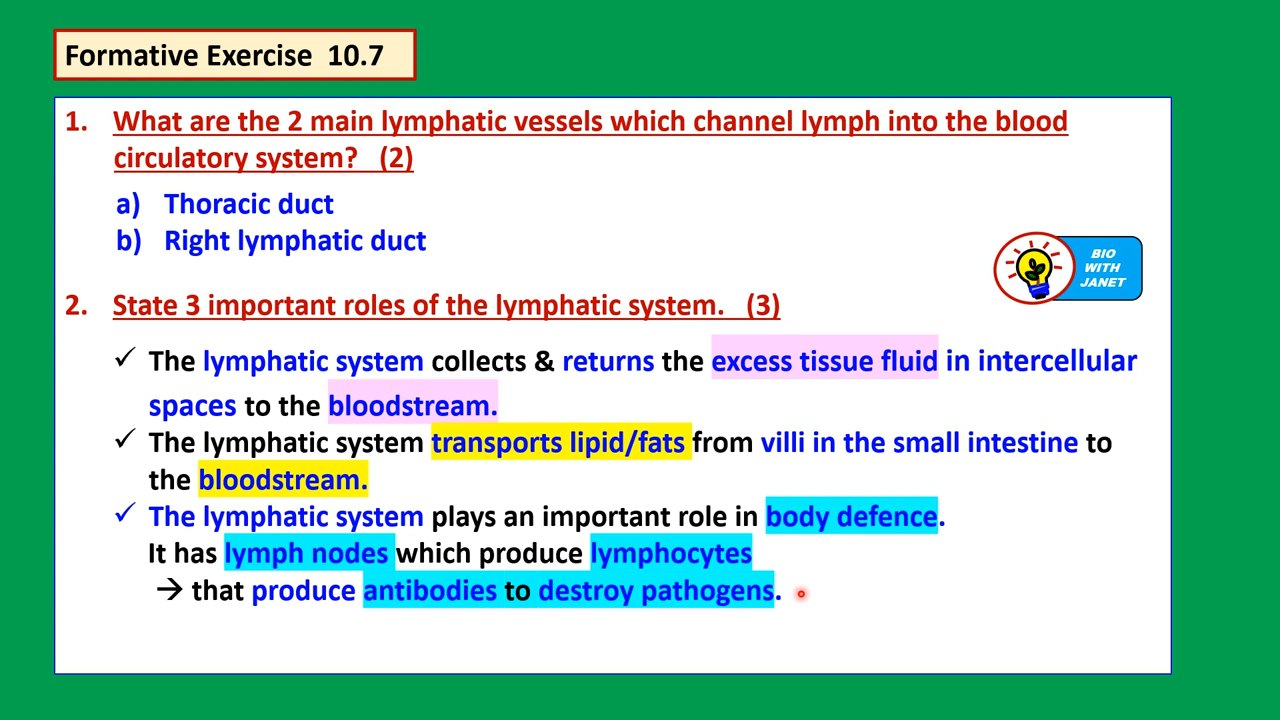 Formative Exercise 10.7
1. What are the 2 main lymphatic vessels which channel lymph into the blood
circulatory system? (2)
a) Thoracic duct
b) Right lymphatic duct
BIO
WITH
JANET
2. State 3 important roles of the lymphatic system. (3)
✓ The lymphatic system collects & returns the excess tissue fluid in intercellular
spaces to the bloodstream.
✓ The lymphatic system transports lipid/fats from villi in the small intestine to
the bloodstream.
✓ The lymphatic system plays an important role in body defence.
It has lymph nodes which produce lymphocytes
→ that produce antibodies to destroy pathogens.